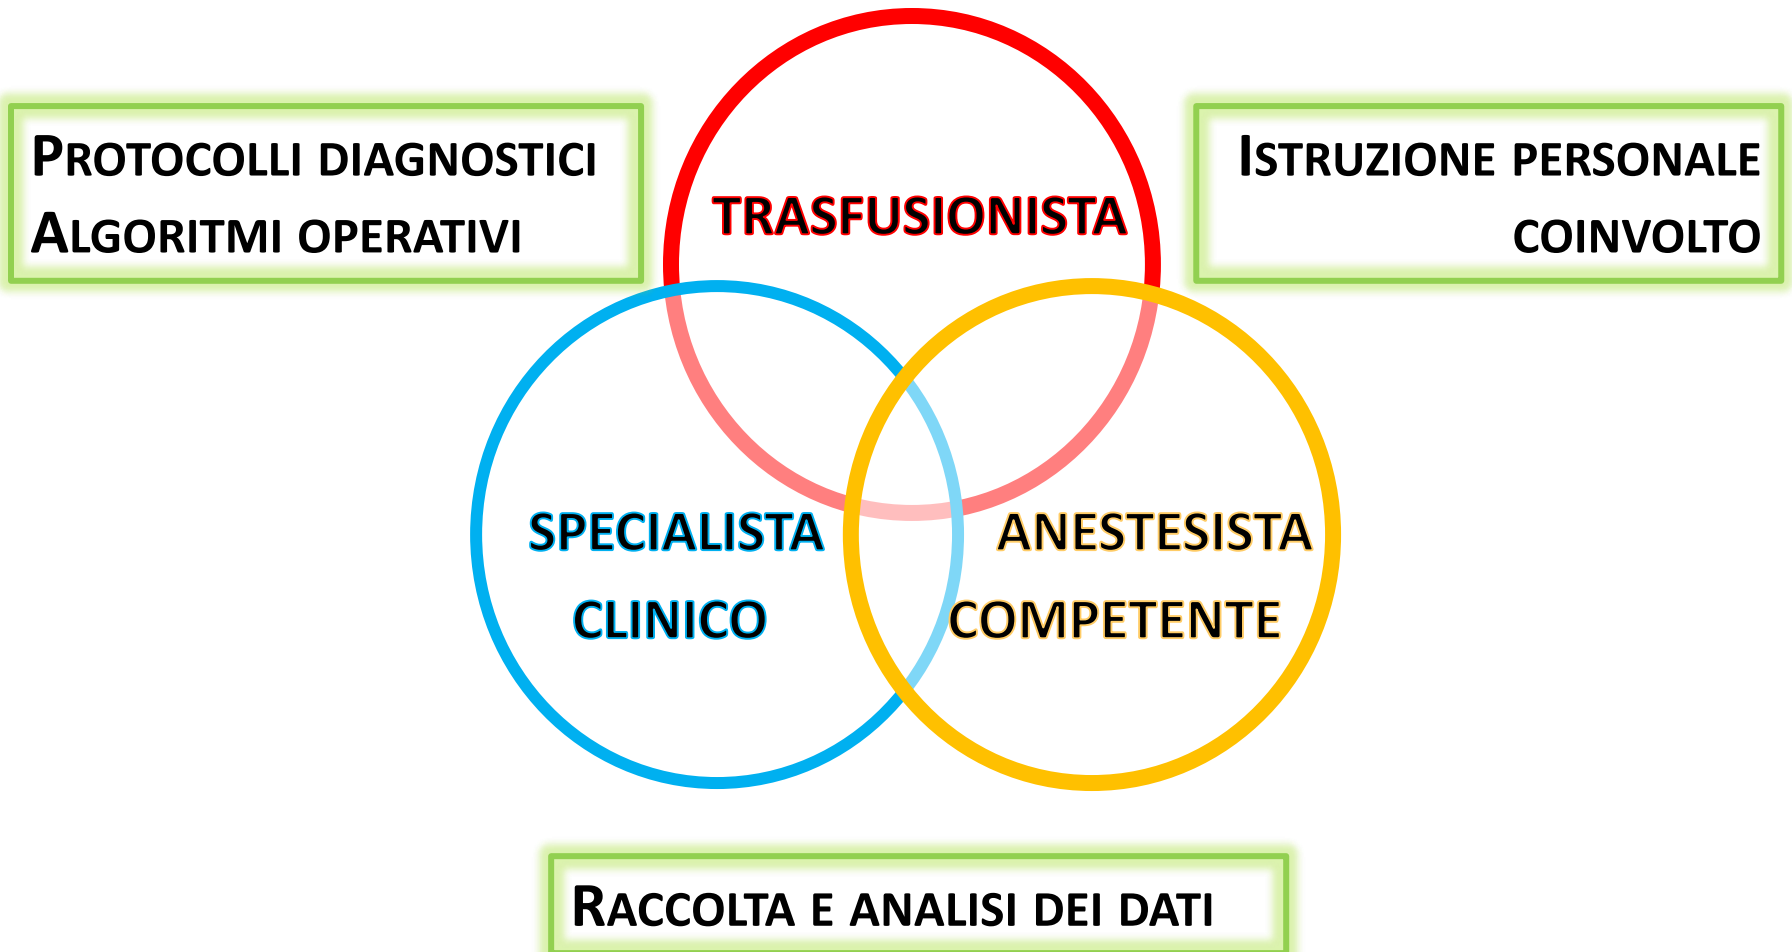 PROTOCOLLI DIAGNOSTICI
ALGORITMI OPERATIVI
ISTRUZIONE PERSONALE
COINVOLTO
TRASFUSIONISTA
SPECIALISTA
CLINICO
ANESTESISTA
COMPETENTE
RACCOLTA E ANALISI DEI DATI